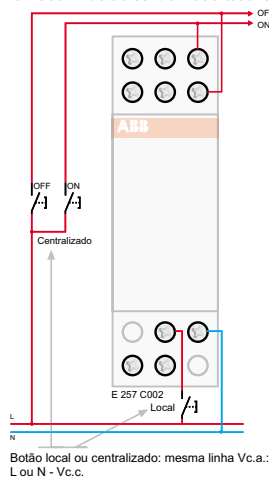 OF
ON
ABB
OFF
ON
Centralizado
E 257 C002
Local
L
N
Botão local ou centralizado: mesma linha Vc.a.:
L ou N - Vc.c.